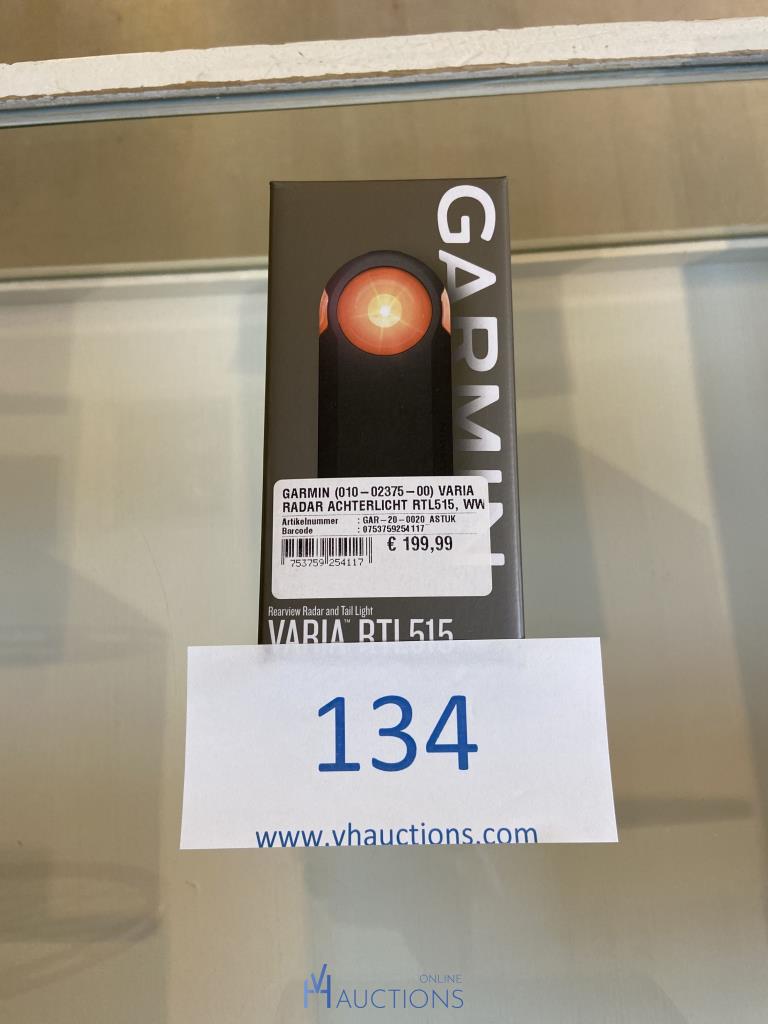 GARMIN
GARMIN (010-02375-00) VARIA
RADAR ACHTERLICHT RTL515, WW
Artikelnummer : GAR-20-0020 ASTUK
Barcode : 0753759254117
€ 199,99
753759 254117
Rearview Radar and Tail Light
VARIA™ RTL515
134
www.vhauctions.com
VH ONLINE
AUCTIONS